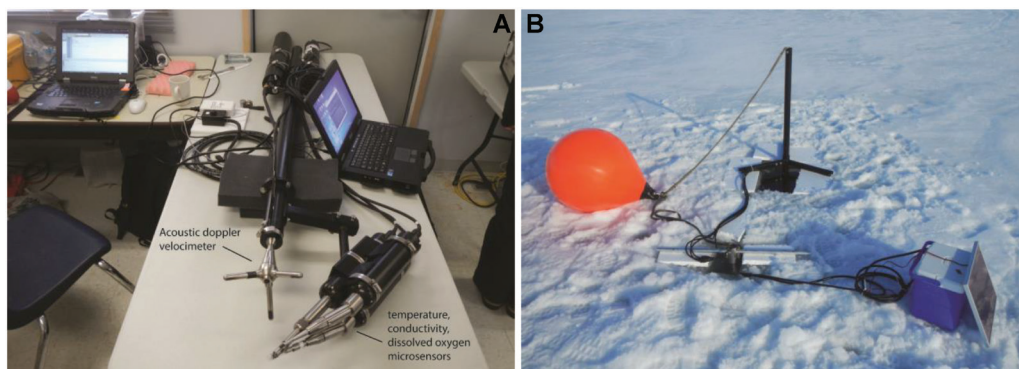 A
B
Acoustic doppler
velocimeter
temperature,
conductivity,
dissolved oxygen
microsensors